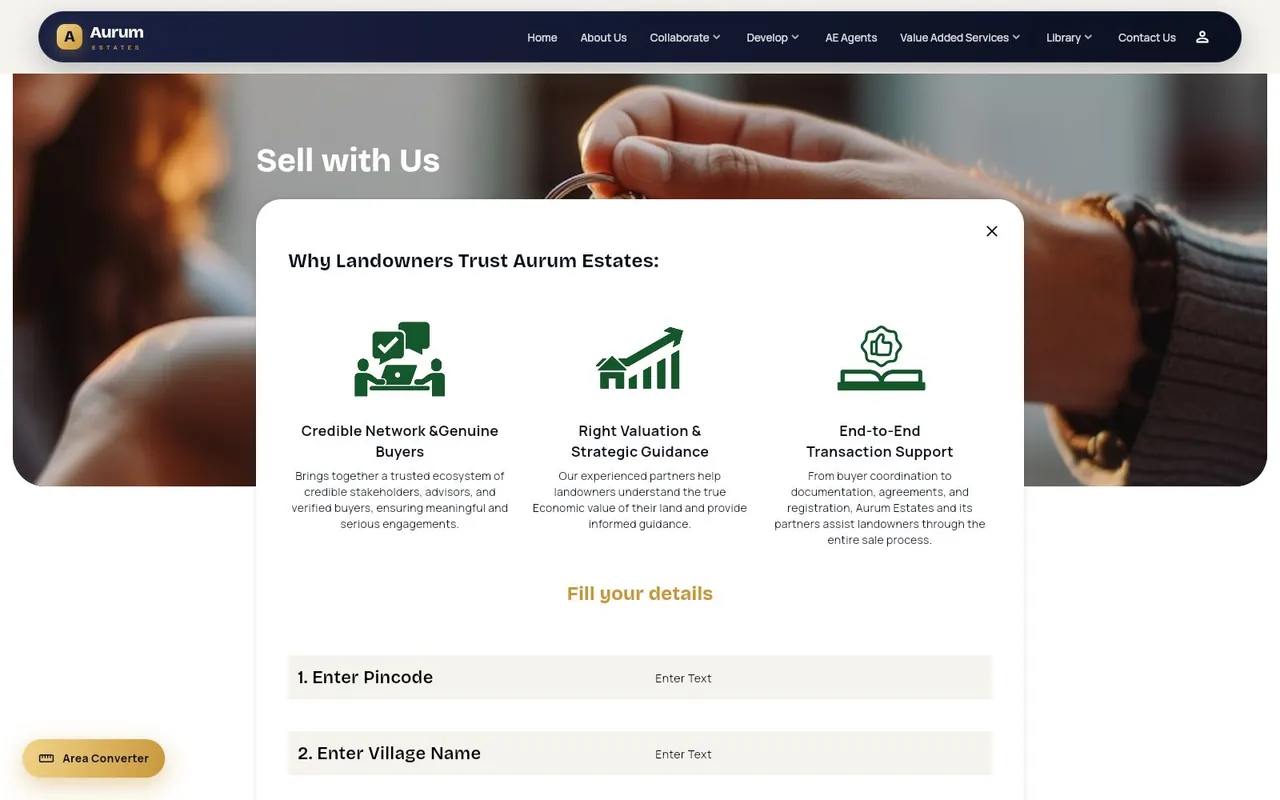 A
Aurum
ESTATES
Home
About Us
Collaborate
Develop
AE Agents
Value Added Services
Library
Contact Us
Sell with Us
Why Landowners Trust Aurum Estates:
Credible Network &Genuine
Buyers
Brings together a trusted ecosystem of
credible stakeholders, advisors, and
verified buyers, ensuring meaningful and
serious engagements.
Right Valuation &
Strategic Guidance
Our experienced partners help
landowners understand the true
Economic value of their land and provide
informed guidance.
End-to-End
Transaction Support
From buyer coordination to
documentation, agreements, and
registration, Aurum Estates and its
partners assist landowners through the
entire sale process.
Fill your details
1. Enter Pincode
Enter Text
2. Enter Village Name
Enter Text
Area Converter